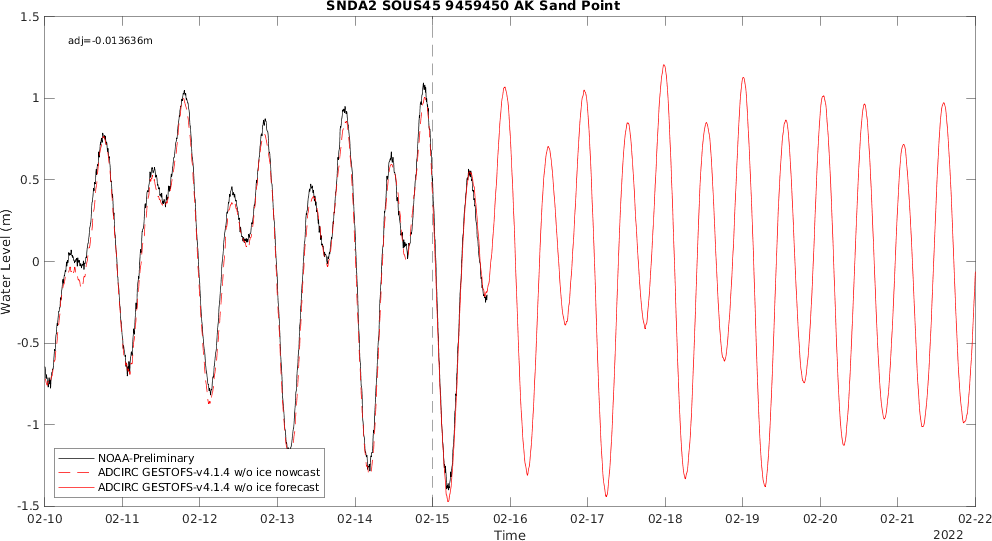 SNDA2 SOUS45 9459450 AK Sand Point
adj=-0.013636m
1.5
1
0.5
0
-0.5
-1
-1.5
Water Level (m)
NOAA-Preliminary
ADCIRC GESTOFS-v4.1.4 w/o ice nowcast
ADCIRC GESTOFS-v4.1.4 w/o ice forecast
02-10 02-11 02-12 02-13 02-14 02-15 02-16 02-17 02-18 02-19 02-20 02-21 02-22
Time
2022